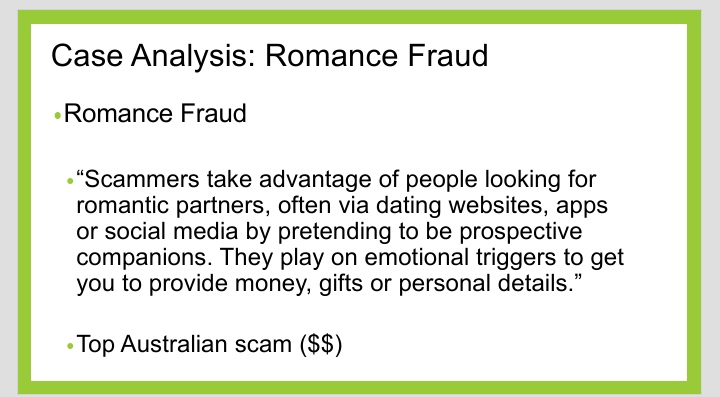 Case Analysis: Romance Fraud
•Romance Fraud
•“Scammers take advantage of people looking for
romantic partners, often via dating websites, apps
or social media by pretending to be prospective
companions. They play on emotional triggers to get
you to provide money, gifts or personal details.”
•Top Australian scam ($$)